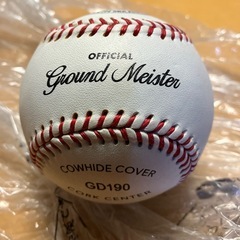 OFFICIAL
Ground Meister
COWHIDE COVER
GD190
CORK CENTER